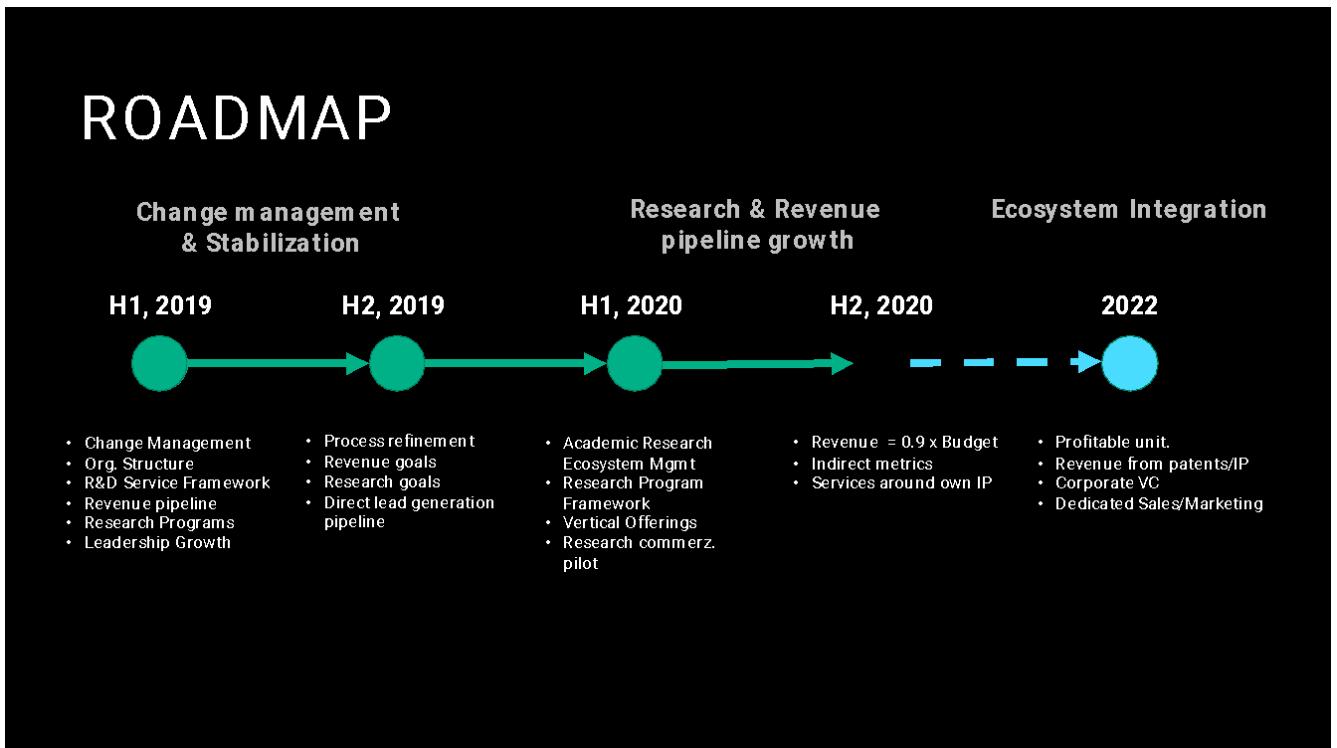 ROADMAP
Change management
& Stabilization
Research & Revenue
pipeline growth
Ecosystem Integration
H1, 2019
H2, 2019
H1, 2020
H2, 2020
2022
• Change Management
• Org. Structure
• R&D Service Framework
• Revenue pipeline
• Research Programs
• Leadership Growth
• Process refinement
• Revenue goals
• Research goals
• Direct lead generation
pipeline
• Academic Research
Ecosystem Mgmt
• Research Program
Framework
• Vertical Offerings
• Research commerz.
pilot
• Revenue = 0.9 x Budget
• Indirect metrics
• Services around own IP
• Profitable unit.
• Revenue from patents/IP
• Corporate VC
• Dedicated Sales/Marketing